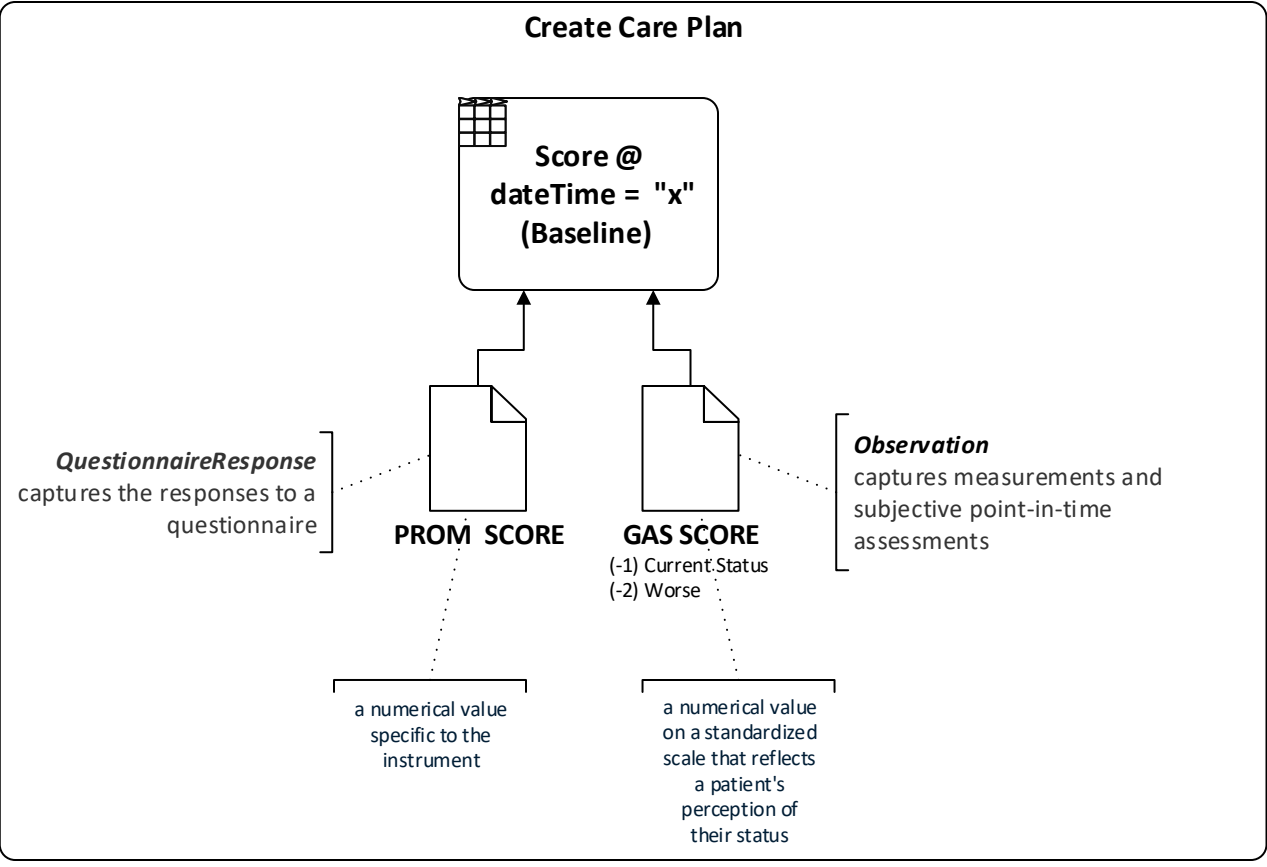 Create Care Plan
Score @
dateTime = "x"
(Baseline)
QuestionnaireResponse
captures the responses to a
questionnaire
PROM SCORE
GAS SCORE
(-1) Current Status
(-2) Worse
Observation
captures measurements and
subjective point-in-time
assessments
a numerical value
specific to the
instrument
a numerical value
on a standardized
scale that reflects
a patient's
perception of
their status